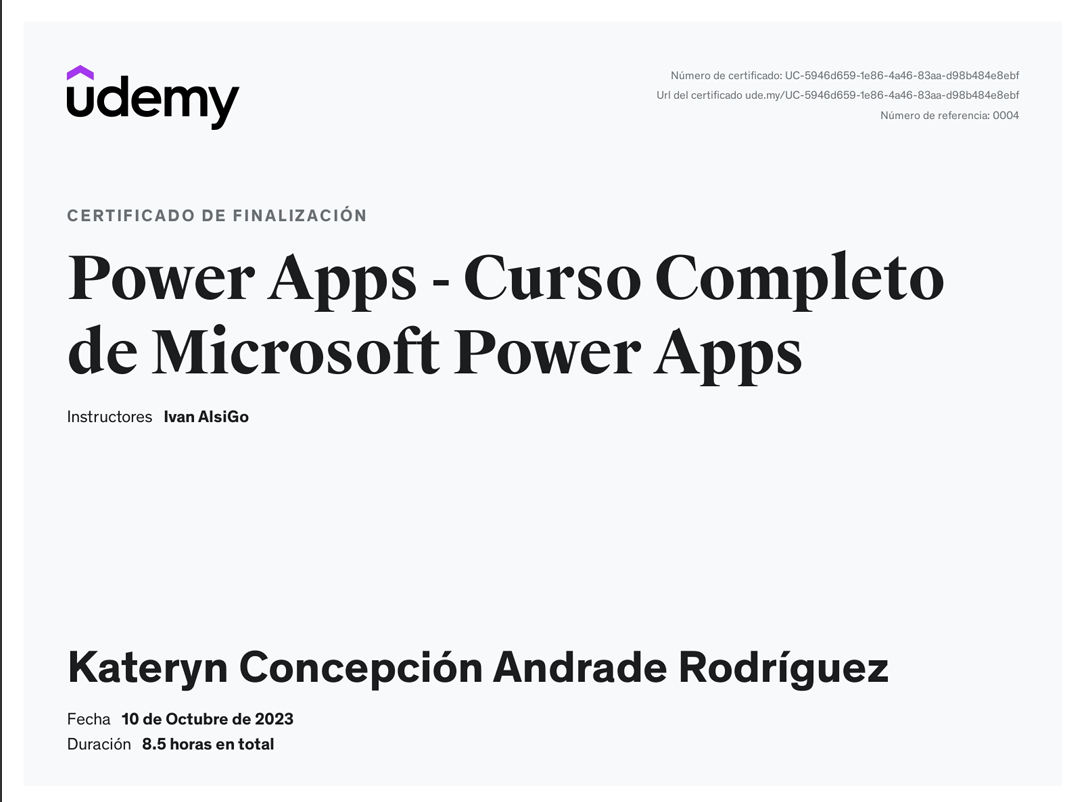 udemy
Número de certificado: UC-5946d659-1e86-4a46-83aa-d98b484e8ebf
Url del certificado ude.my/UC-5946d659-1e86-4a46-83aa-d98b484e8ebf
Número de referencia: 0004
CERTIFICADO DE FINALIZACIÓN
Power Apps - Curso Completo
de Microsoft Power Apps
Instructores Ivan AlsiGo
Kateryn Concepción Andrade Rodríguez
Fecha 10 de Octubre de 2023
Duración 8.5 horas en total